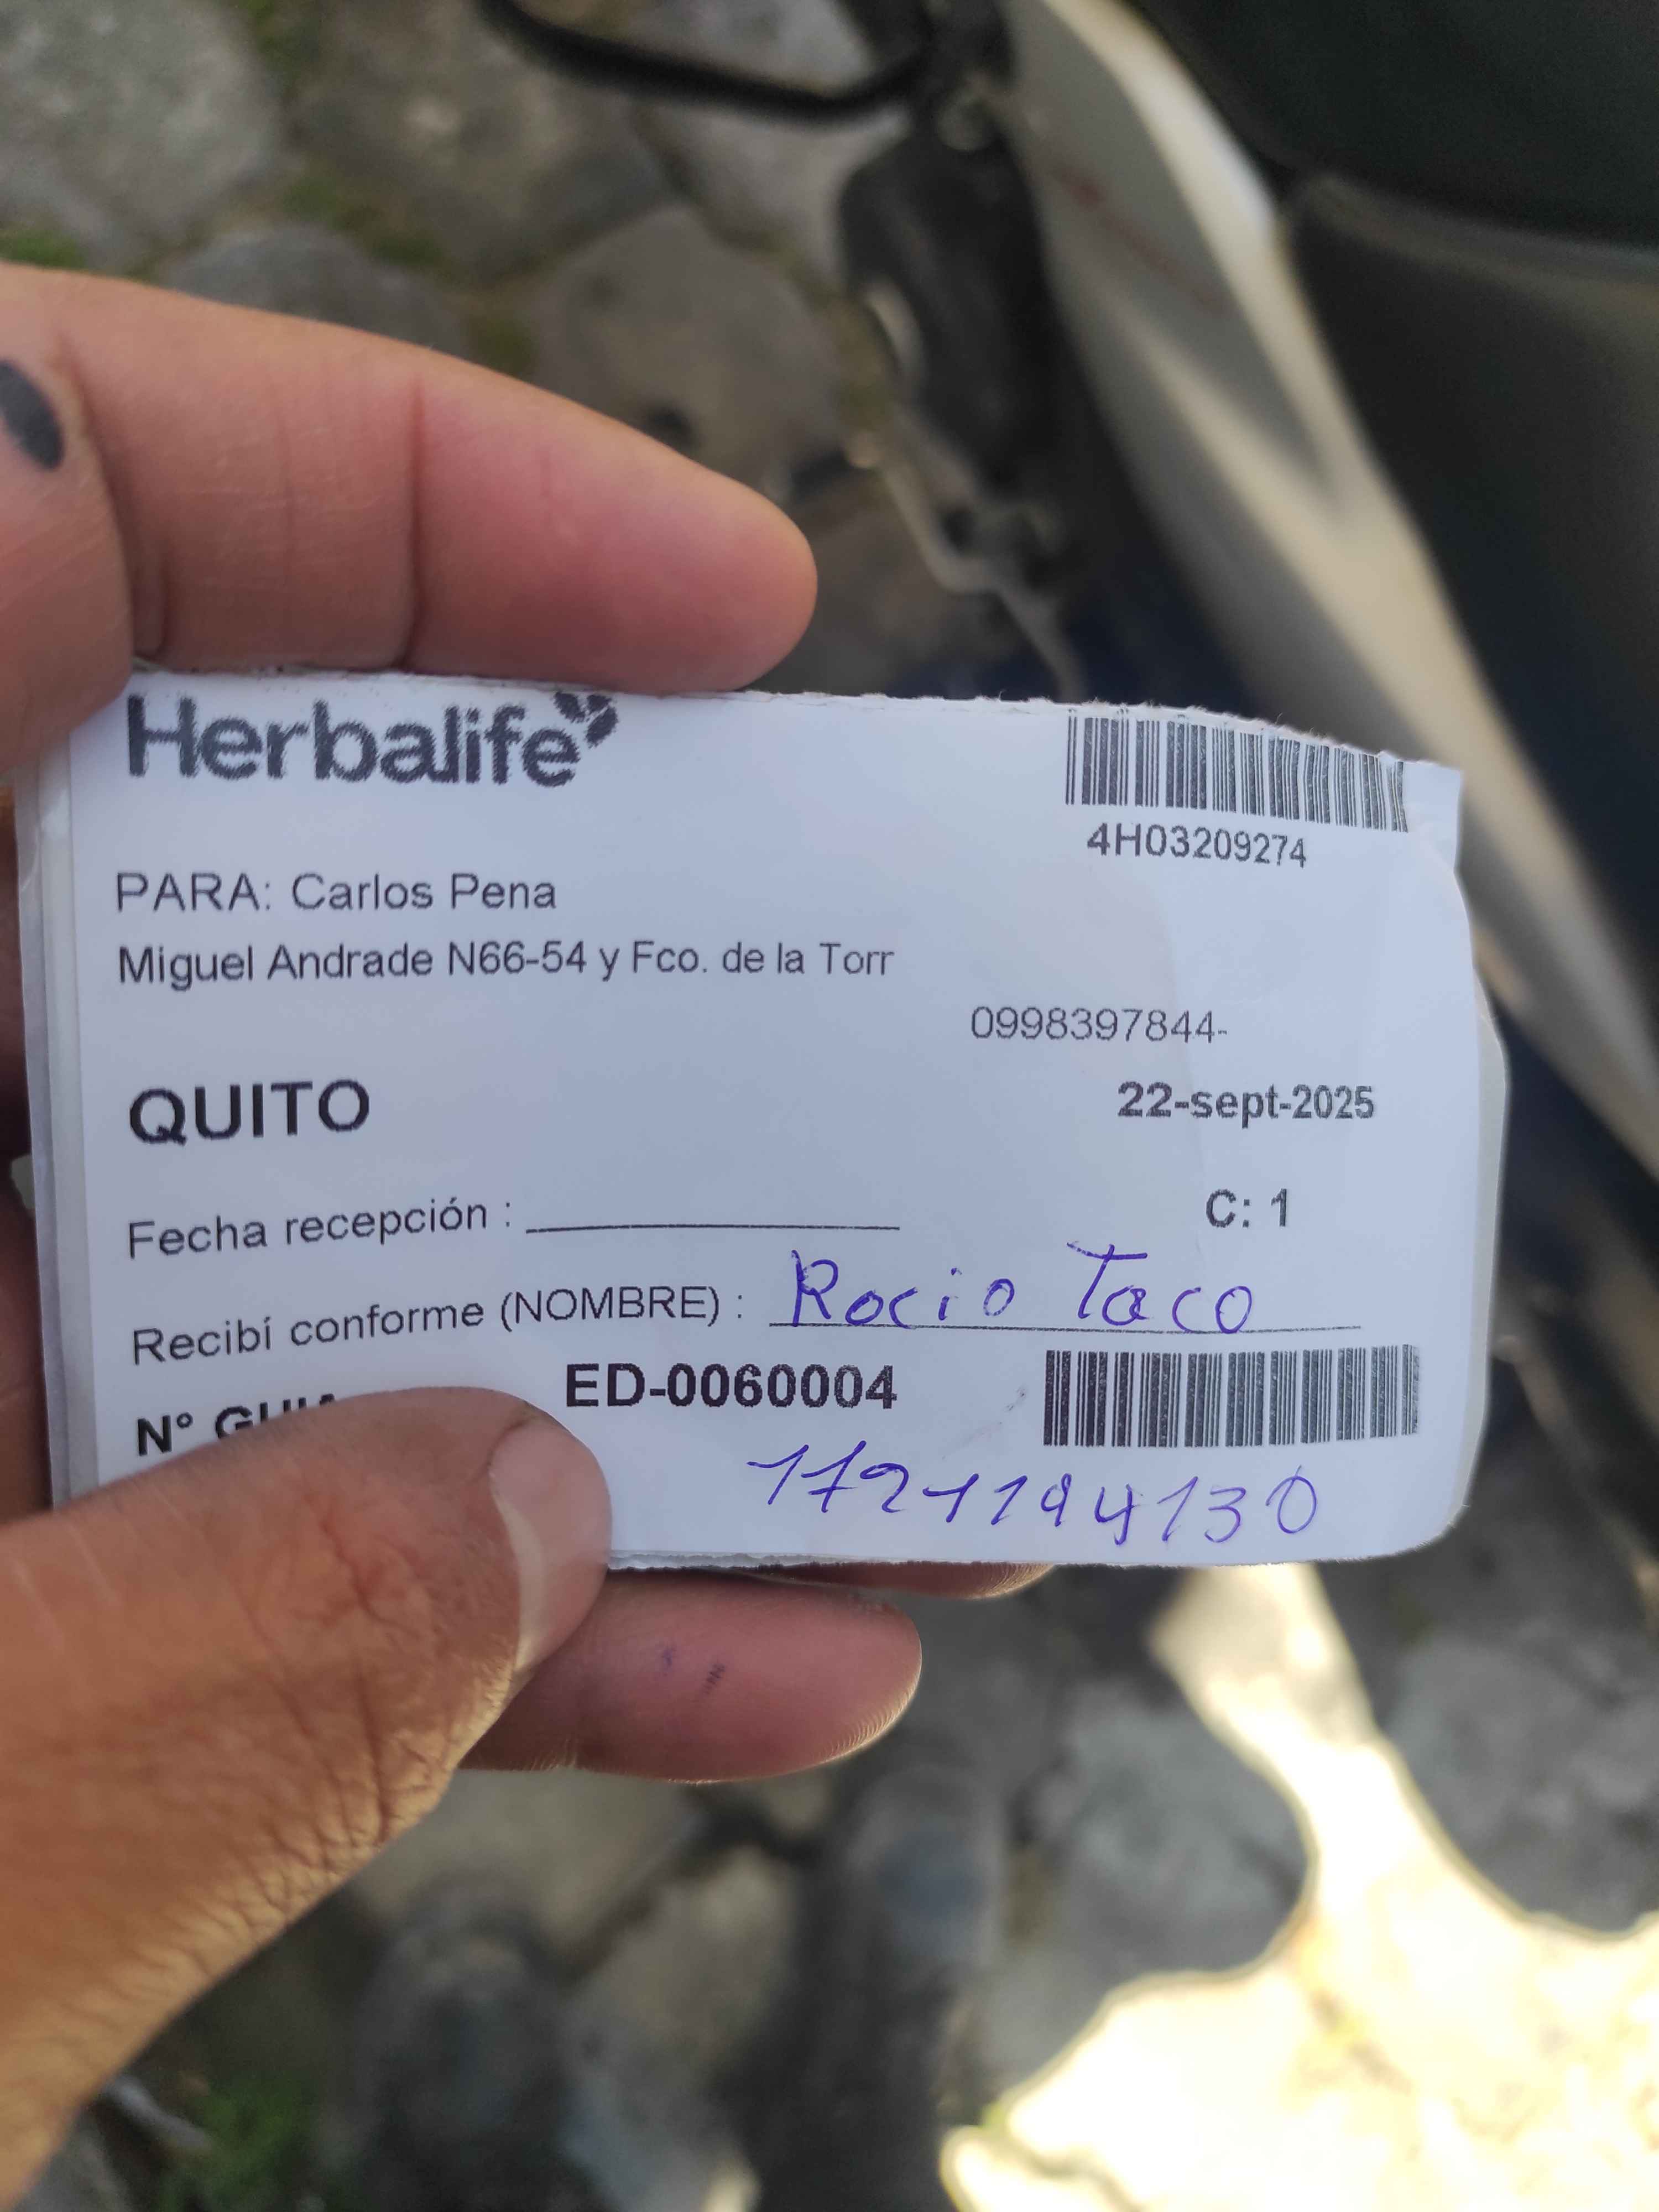 Herbalife
4H03209274
PARA: Carlos Pena
Miguel Andrade N66-54 y Fco. de la Torr
0998397844-
QUITO
22-sept-2025
Fecha recepción :
C: 1
Recibí conforme (NOMBRE) : Rocio Taco
N° GUIA ED-0060004
1721194130